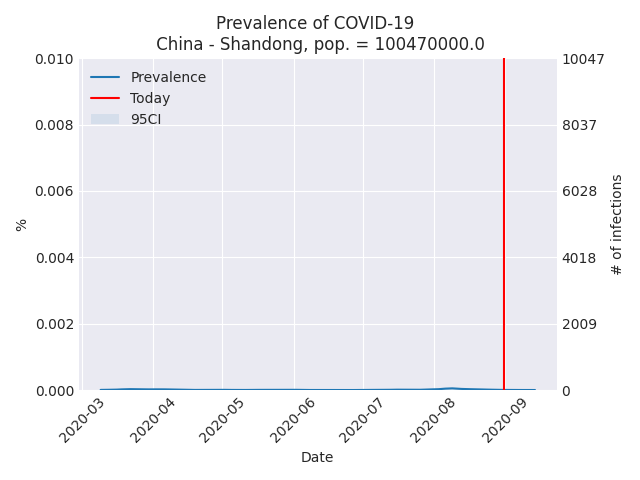 Prevalence of COVID-19
China - Shandong, pop. = 100470000.0
Prevalence
Today
95CI
0.010
0.008
0.006
0.004
0.002
0.000
%
10047
8037
6028
4018
2009
0
# of infections
2020-03
2020-04
2020-05
2020-06
2020-07
2020-08
2020-09
Date